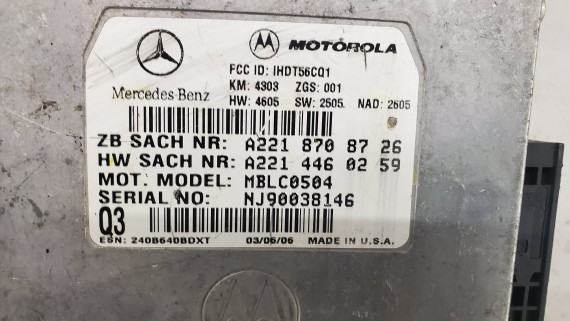 MOTOROLA
Mercedes-Benz
FCC ID: IHDT56CQ1
KM: 4303 ZGS: 001
HW: 4605 SW: 2505. NAD: 2605
ZB SACH NR: A221 870 87 26
HW SACH NR: A221 446 02 59
MOT. MODEL: MBLC0504
SERIAL NO: NJ90038146
Q3
ESN: 240B640BDXT 03/06/06 MADE IN U.S.A.